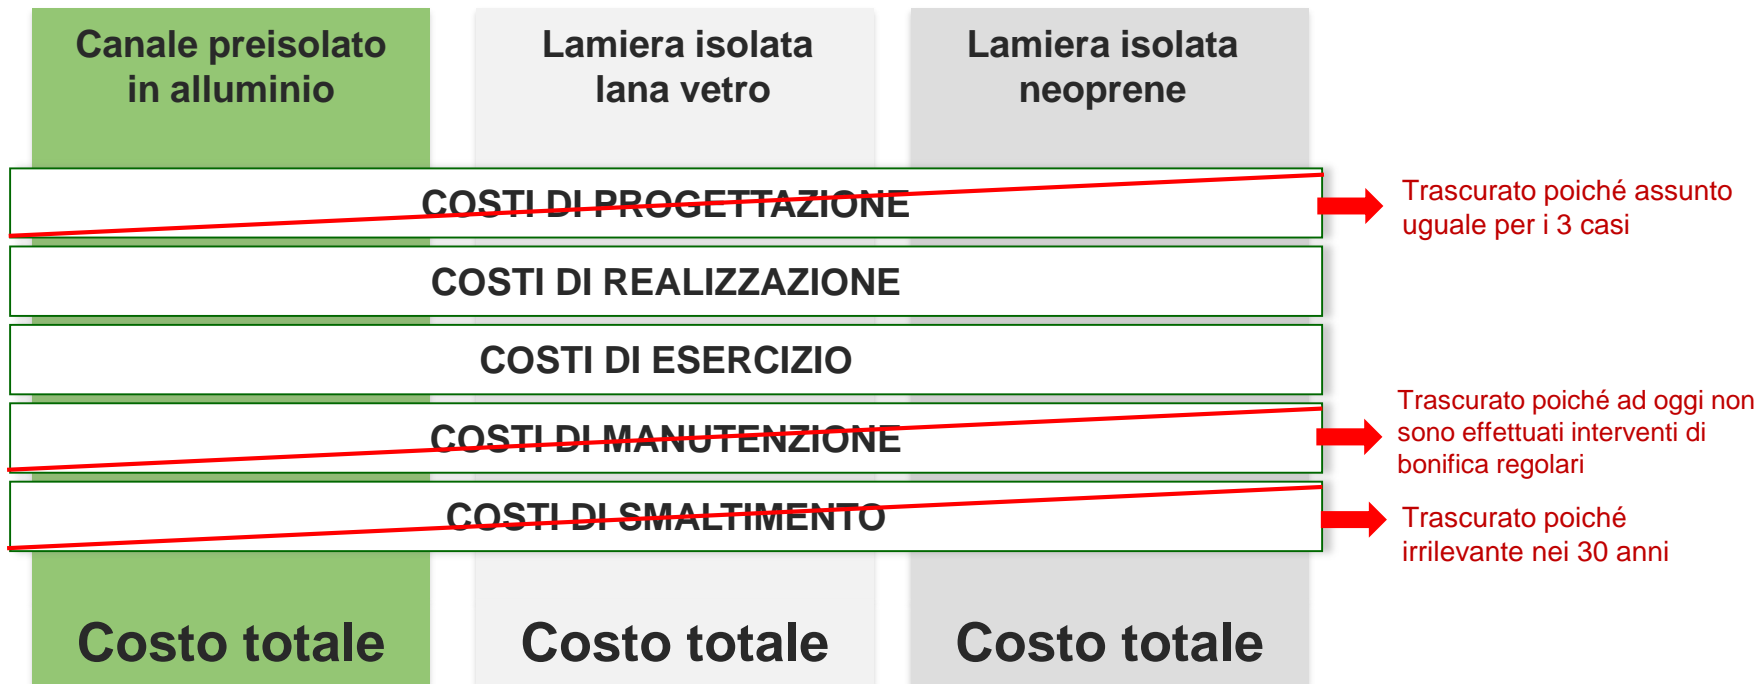 Canale preisolato
in alluminio
Lamiera isolata
lana vetro
Lamiera isolata
neoprene
COSTI DI PROGETTAZIONE
Trascurato poiché assunto
uguale per i 3 casi
COSTI DI REALIZZAZIONE
COSTI DI ESERCIZIO
COSTI DI MANUTENZIONE
Trascurato poiché ad oggi non
sono effettuati interventi di
bonifica regolari
COSTI DI SMALTIMENTO
Trascurato poiché
irrilevante nei 30 anni
Costo totale
Costo totale
Costo totale